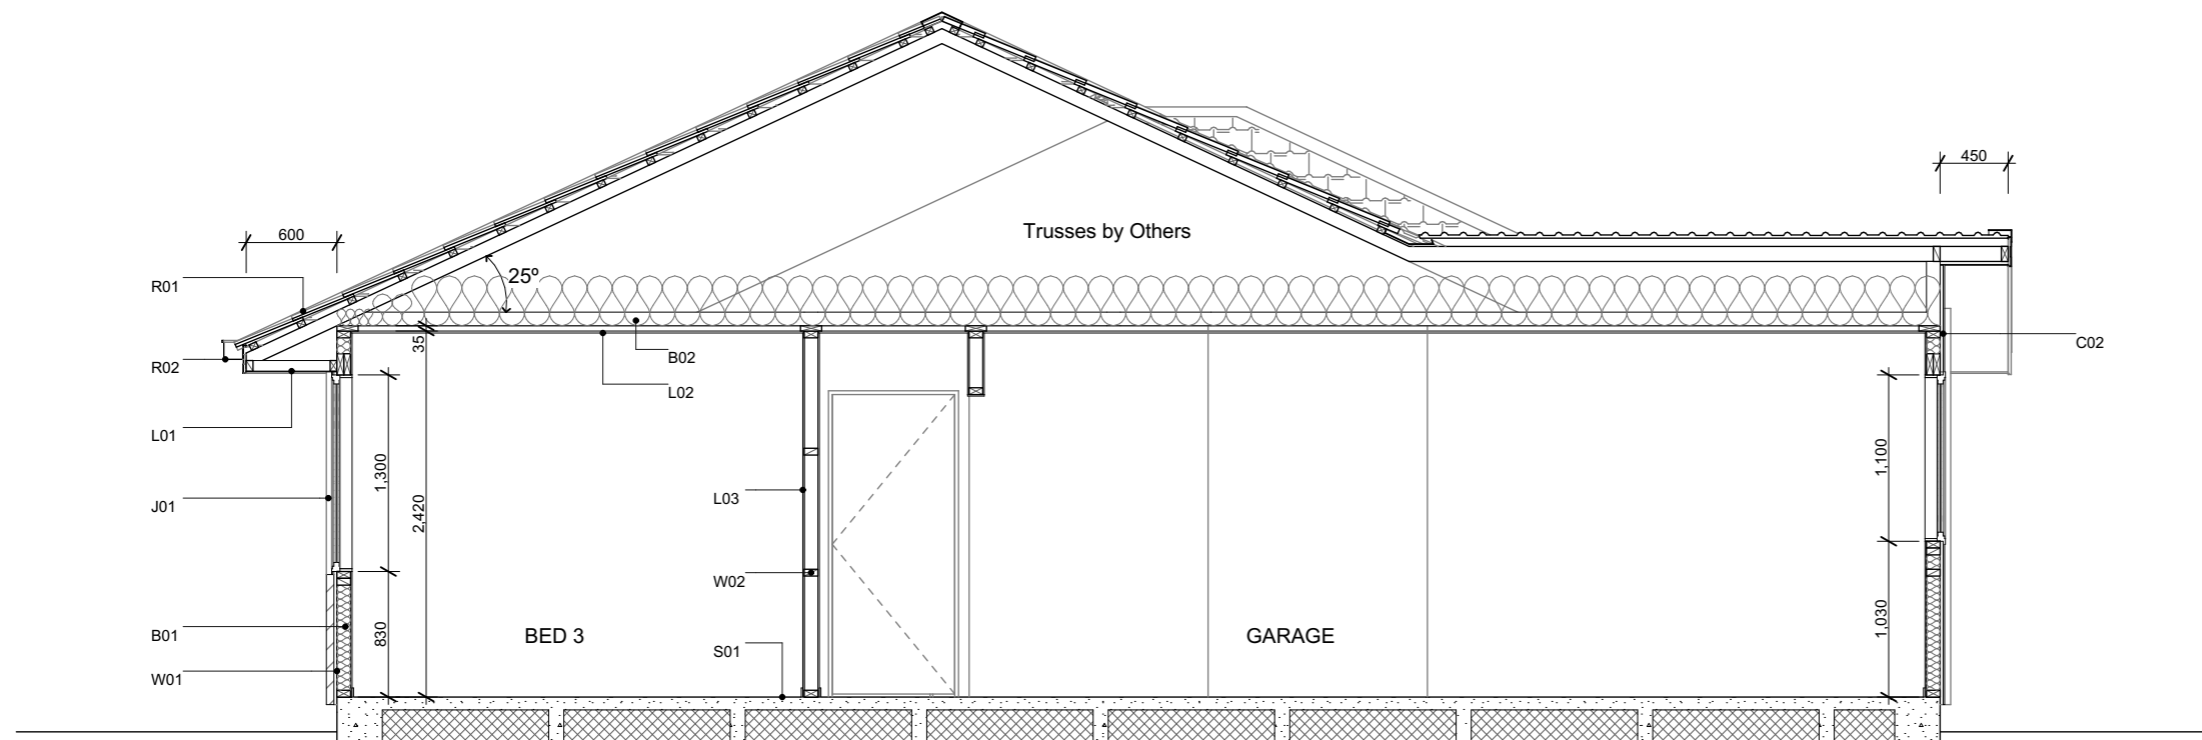 450
Trusses by Others
600
25º
R01
35
C02
B02
R02
L02
L01
1,300
1,100
2,420
L03
J01
W02
830
BED 3
GARAGE
1,030
B01
S01
W01